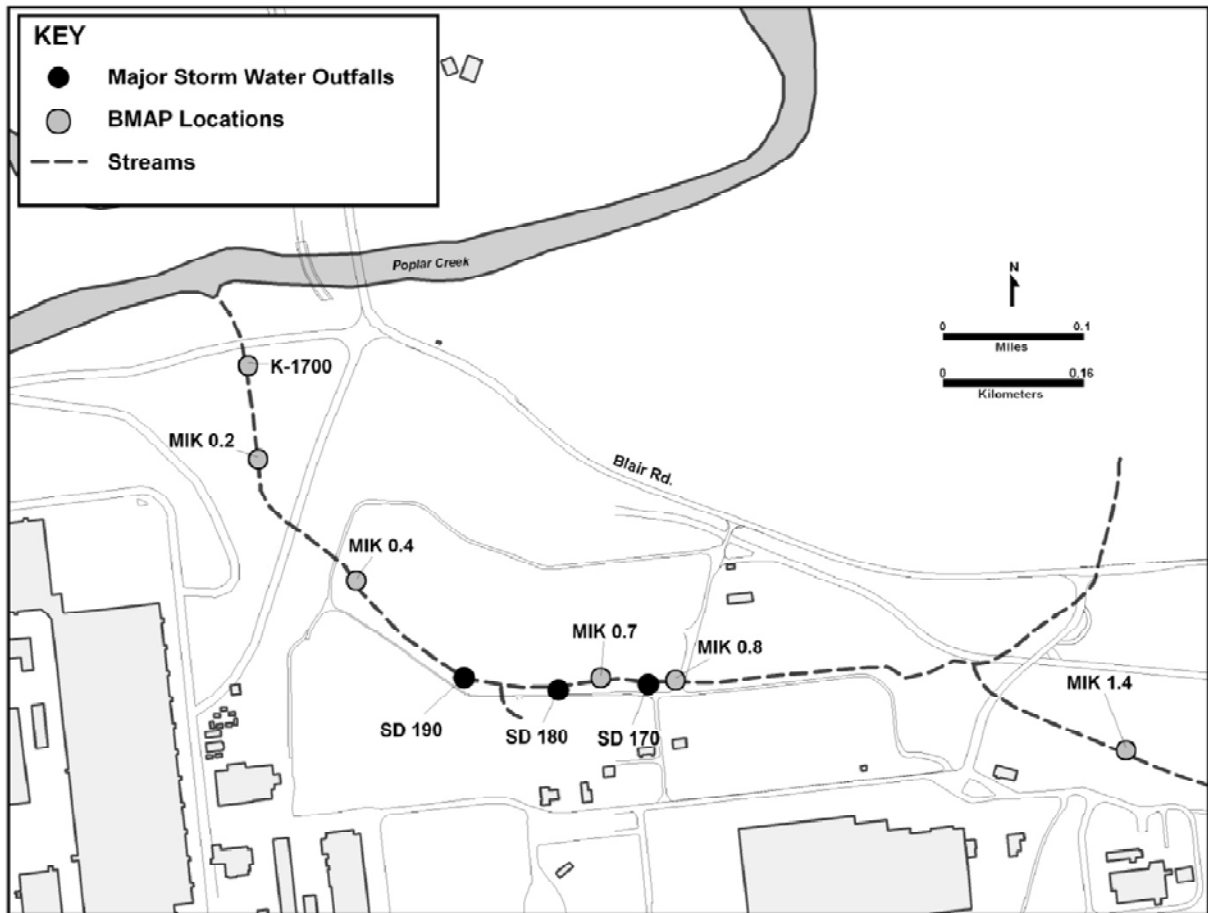 KEY
Major Storm Water Outfalls
BMAP Locations
Streams
Poplar Creek
N
0 0.1
Miles
0 0.16
Kilometers
K-1700
MIK 0.2
Blair Rd.
MIK 0.4
MIK 0.7
MIK 0.8
MIK 1.4
SD 190
SD 180
SD 170